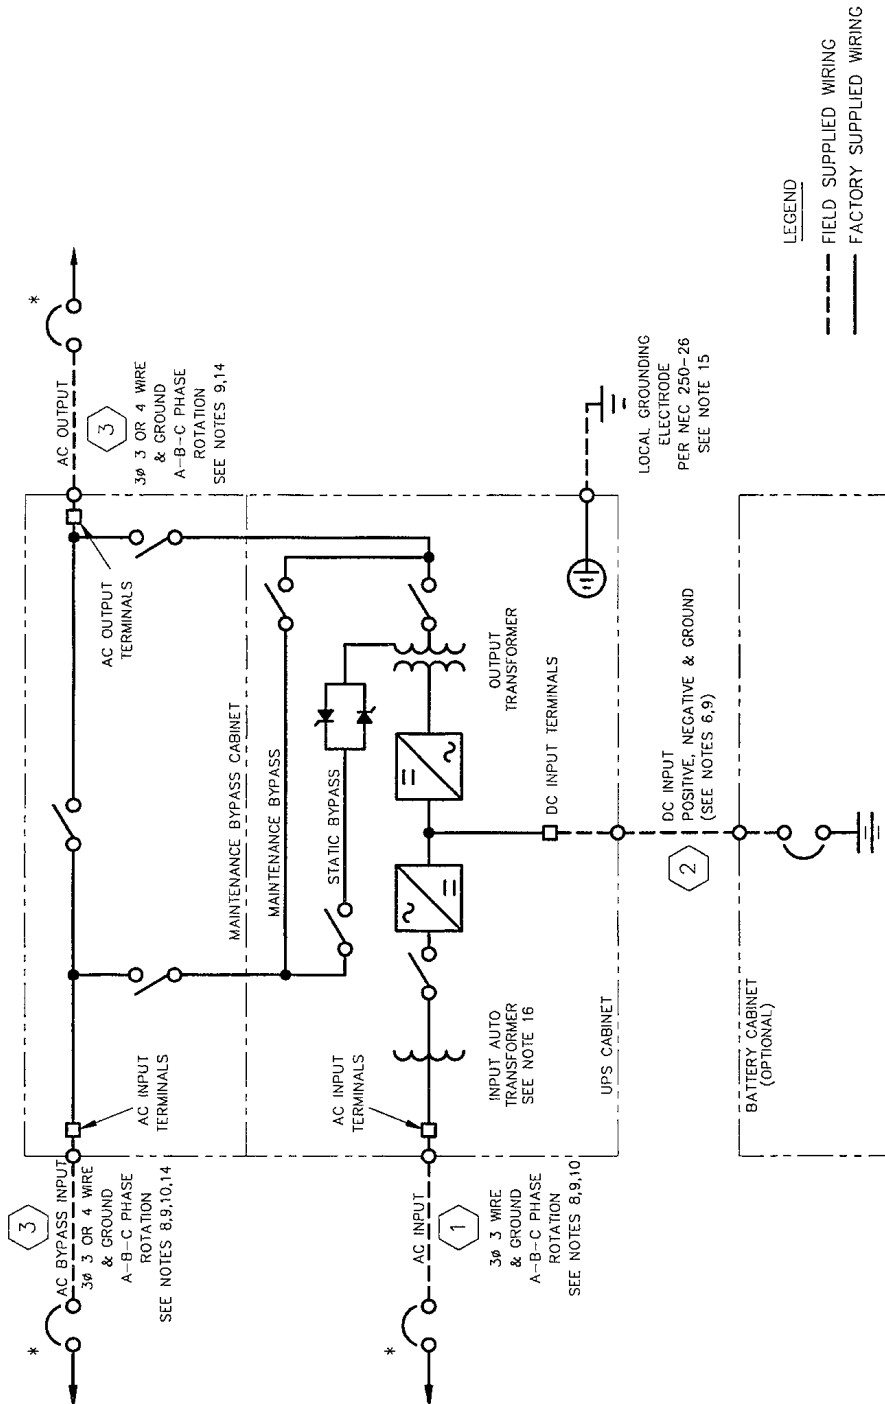 3
AC BYPASS INPUT
3ø 3 OR 4 WIRE
& GROUND
A-B-C PHASE
ROTATION
SEE NOTES 8,9,10,14
*
AC INPUT
TERMINALS
MAINTENANCE BYPASS CABINET
AC OUTPUT
TERMINALS
AC OUTPUT
3
3ø 3 OR 4 WIRE
& GROUND
A-B-C PHASE
ROTATION
SEE NOTES 9,14
*
MAINTENANCE BYPASS
STATIC BYPASS
AC INPUT
1
3ø 3 WIRE
& GROUND
A-B-C PHASE
ROTATION
SEE NOTES 8,9,10
*
AC INPUT
TERMINALS
INPUT AUTO
TRANSFORMER
SEE NOTE 16
OUTPUT
TRANSFORMER
DC INPUT TERMINALS
UPS CABINET
LOCAL GROUNDING
ELECTRODE
PER NEC 250-26
SEE NOTE 15
2
DC INPUT
POSITIVE, NEGATIVE & GROUND
(SEE NOTES 6,9)
BATTERY CABINET
(OPTIONAL)
LEGEND
FIELD SUPPLIED WIRING
FACTORY SUPPLIED WIRING